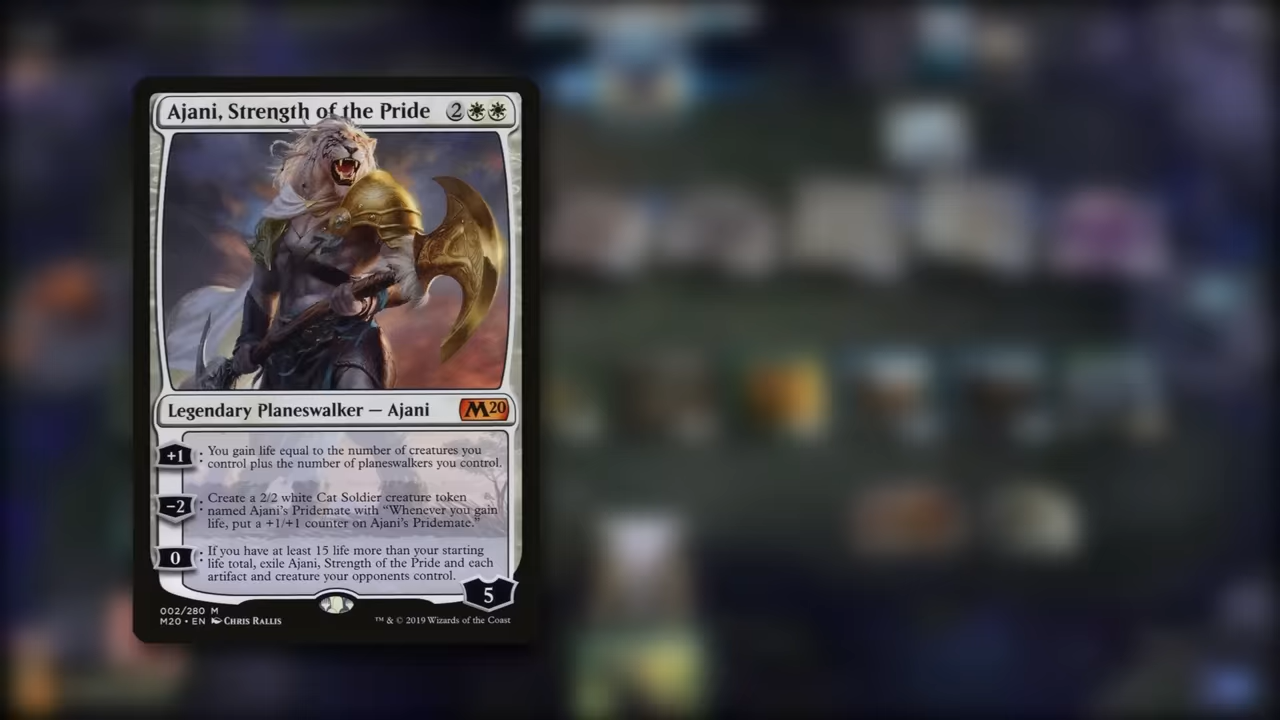 Ajani, Strength of the Pride 2
Legendary Planeswalker — Ajani M20
+1 : You gain life equal to the number of creatures you
control plus the number of planeswalkers you control.
-2 : Create a 2/2 white Cat Soldier creature token
named Ajani's Pridemate with "Whenever you gain
life, put a +1/+1 counter on Ajani's Pridemate."
0 : If you have at least 15 life more than your starting
life total, exile Ajani, Strength of the Pride and each
artifact and creature your opponents control.
5
002/280 M
M20 • EN Chris Rallis
™ & © 2019 Wizards of the Coast